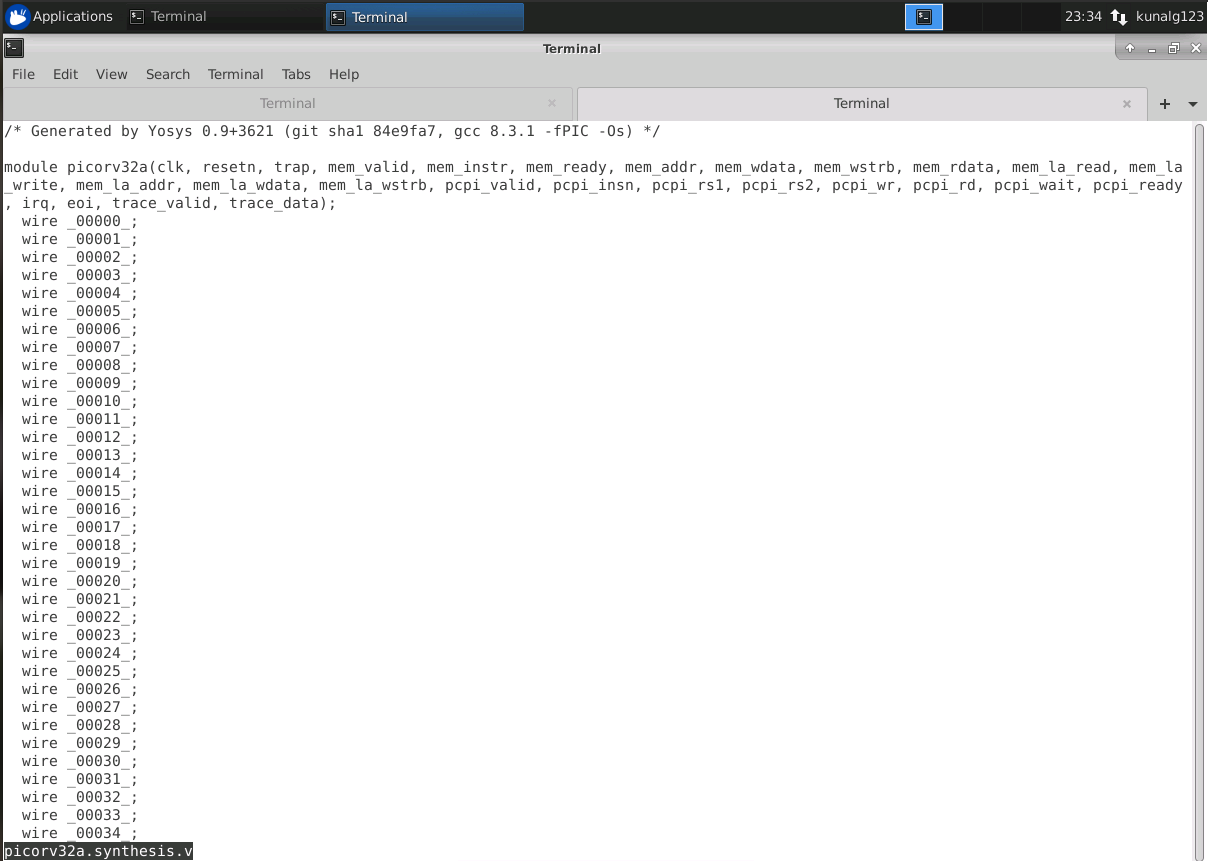 Applications Terminal Terminal 23:34 kunalg123
Terminal
File Edit View Search Terminal Tabs Help
Terminal Terminal
/* Generated by Yosys 0.9+3621 (git sha1 84e9fa7, gcc 8.3.1 -fPIC -Os) */
module picorv32a(clk, resetn, trap, mem_valid, mem_instr, mem_ready, mem_addr, mem_wdata, mem_wstrb, mem_rdata, mem_la_read, mem_la
_write, mem_la_addr, mem_la_wdata, mem_la_wstrb, pcpi_valid, pcpi_insn, pcpi_rs1, pcpi_rs2, pcpi_wr, pcpi_rd, pcpi_wait, pcpi_ready
, irq, eoi, trace_valid, trace_data);
wire _00000_;
wire _00001_;
wire _00002_;
wire _00003_;
wire _00004_;
wire _00005_;
wire _00006_;
wire _00007_;
wire _00008_;
wire _00009_;
wire _00010_;
wire _00011_;
wire _00012_;
wire _00013_;
wire _00014_;
wire _00015_;
wire _00016_;
wire _00017_;
wire _00018_;
wire _00019_;
wire _00020_;
wire _00021_;
wire _00022_;
wire _00023_;
wire _00024_;
wire _00025_;
wire _00026_;
wire _00027_;
wire _00028_;
wire _00029_;
wire _00030_;
wire _00031_;
wire _00032_;
wire _00033_;
wire _00034_;
picorv32a.synthesis.v